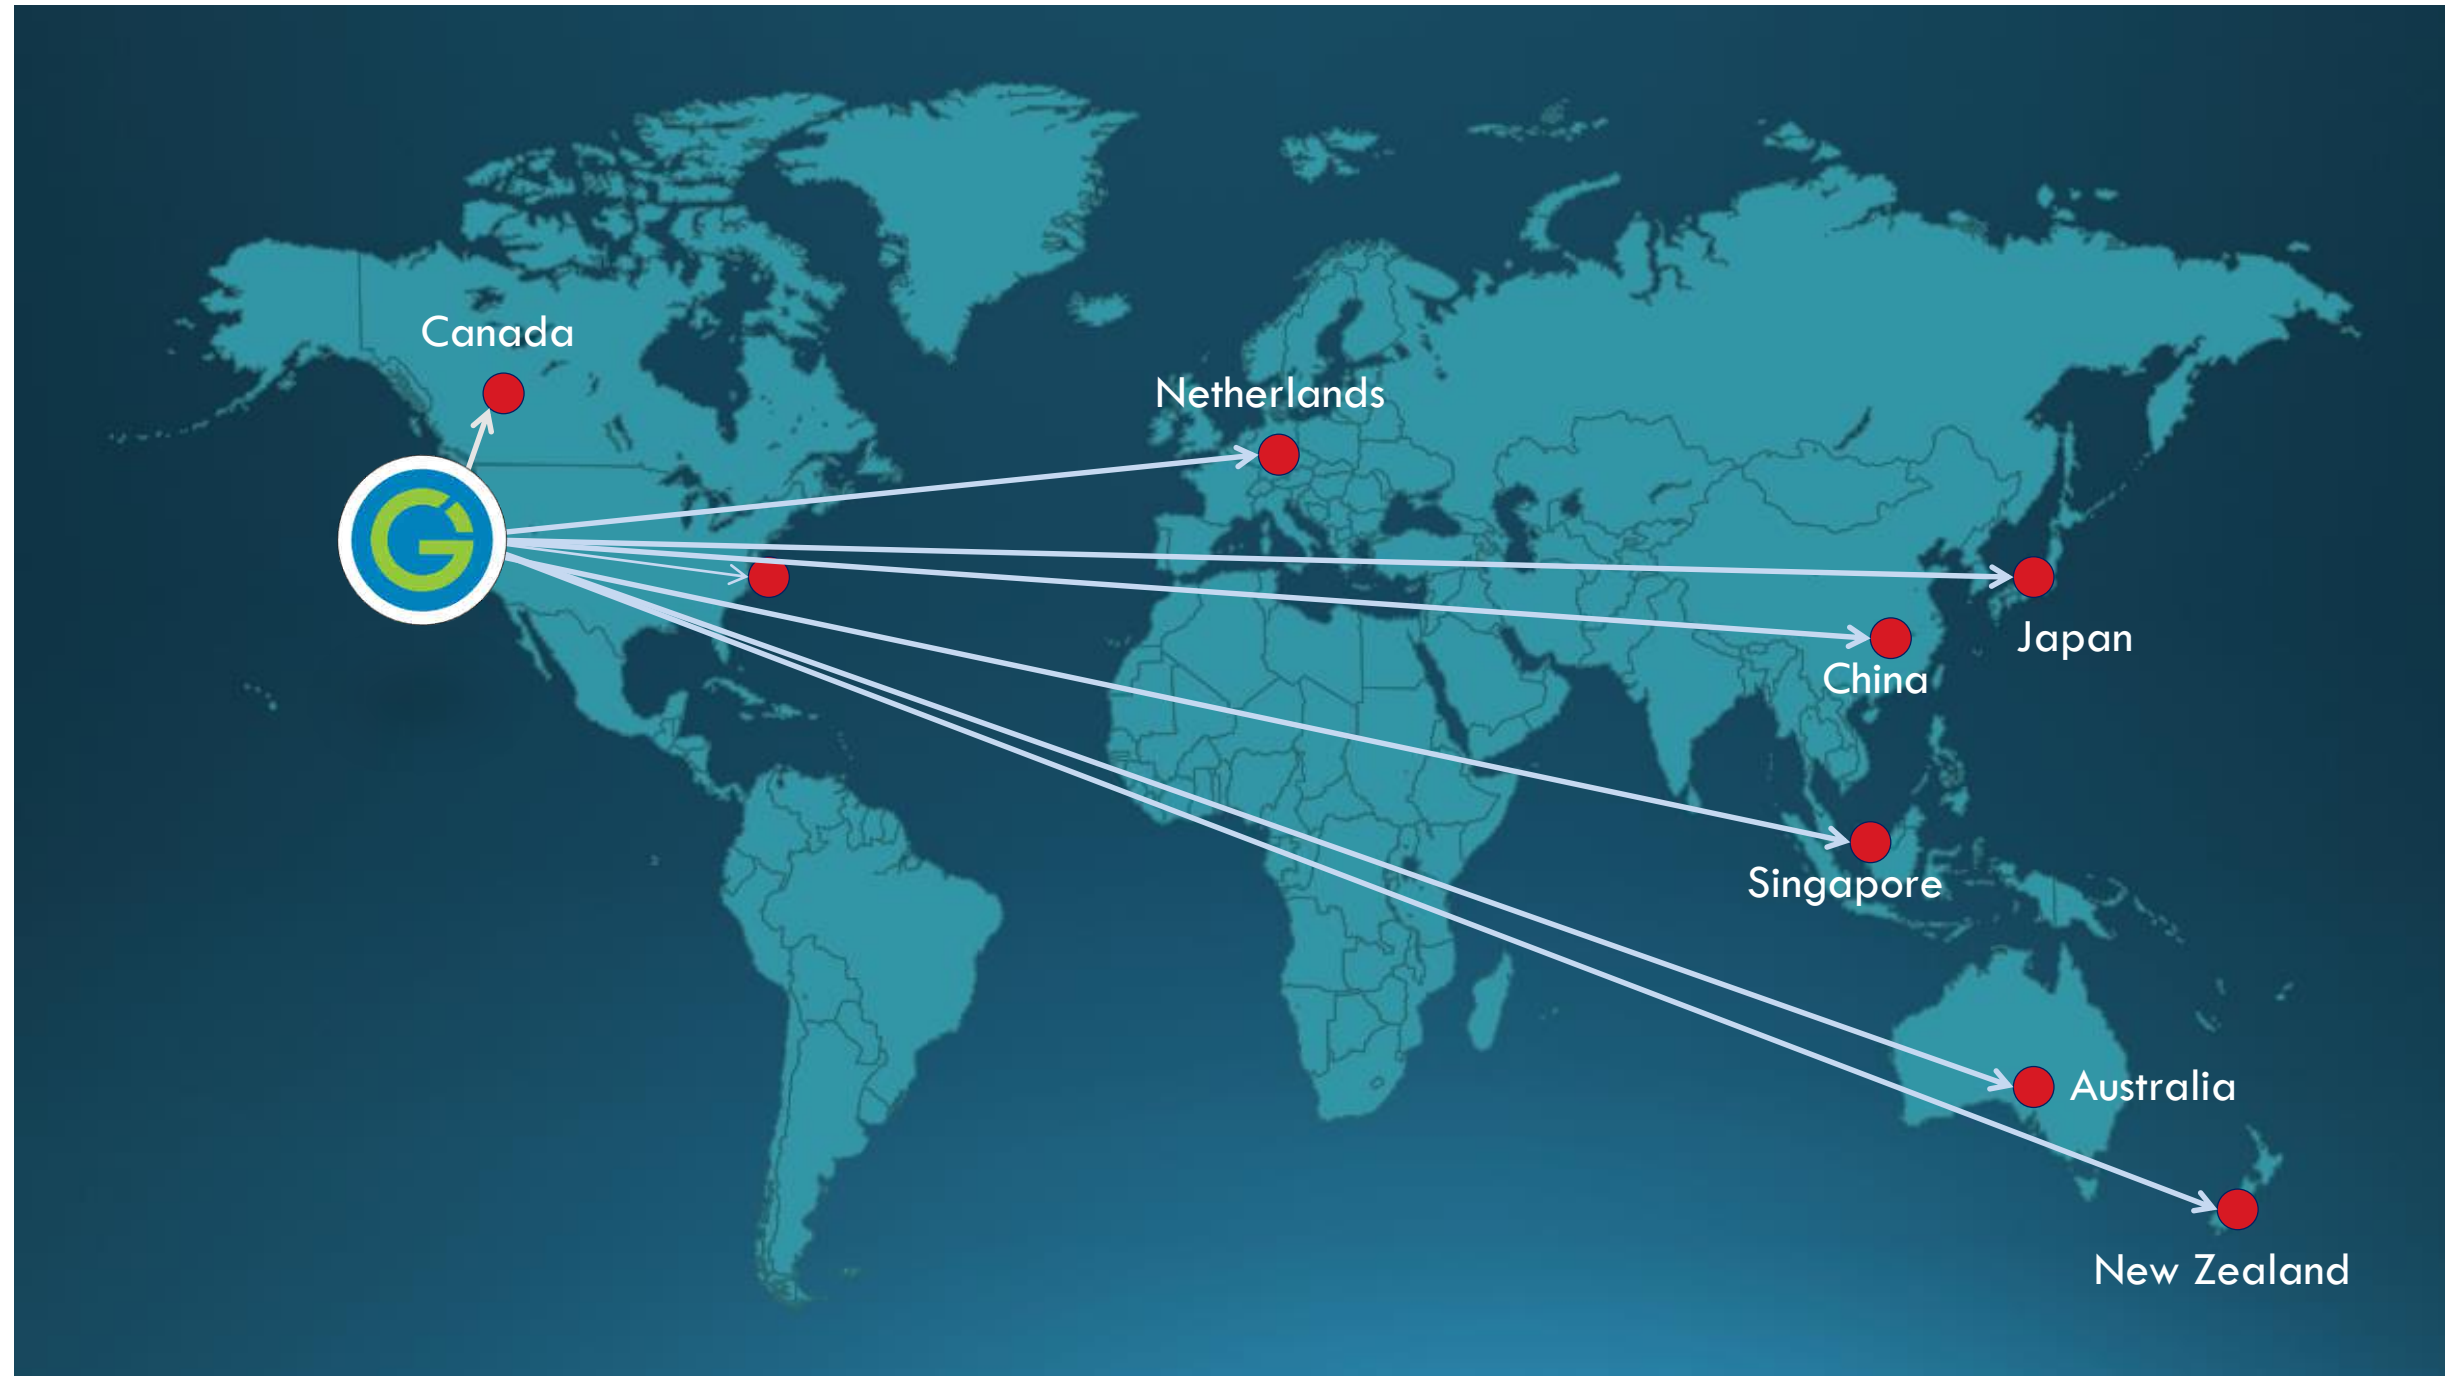 Canada
Netherlands
Japan
China
Singapore
Australia
New Zealand